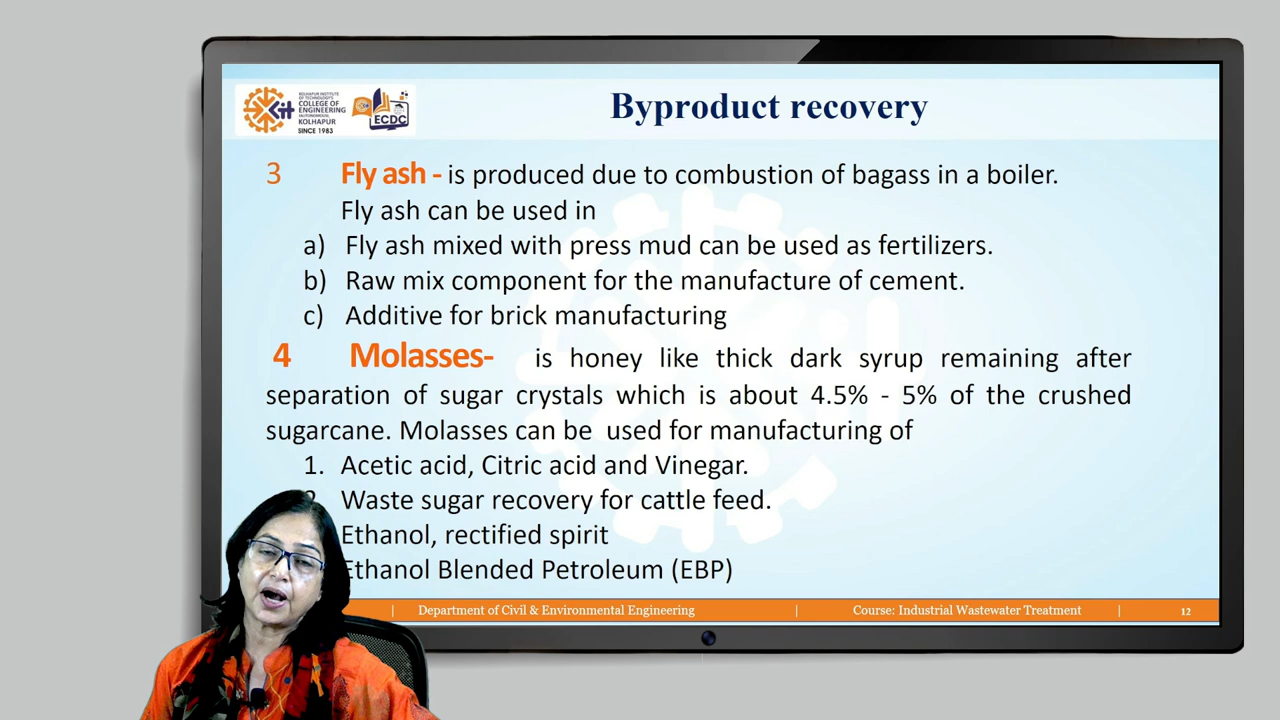 KOLHAPUR INSTITUTE
OF TECHNOLOGY'S
COLLEGE OF
ENGINEERING
(AUTONOMOUS)
KOLHAPUR
SINCE 1983
ECDC
Byproduct recovery
3 Fly ash - is produced due to combustion of bagass in a boiler.
Fly ash can be used in
a) Fly ash mixed with press mud can be used as fertilizers.
b) Raw mix component for the manufacture of cement.
c) Additive for brick manufacturing
4 Molasses- is honey like thick dark syrup remaining after
separation of sugar crystals which is about 4.5% - 5% of the crushed
sugarcane. Molasses can be used for manufacturing of
1. Acetic acid, Citric acid and Vinegar.
Waste sugar recovery for cattle feed.
Ethanol, rectified spirit
Ethanol Blended Petroleum (EBP)
| Department of Civil & Environmental Engineering | Course: Industrial Wastewater Treatment | 12